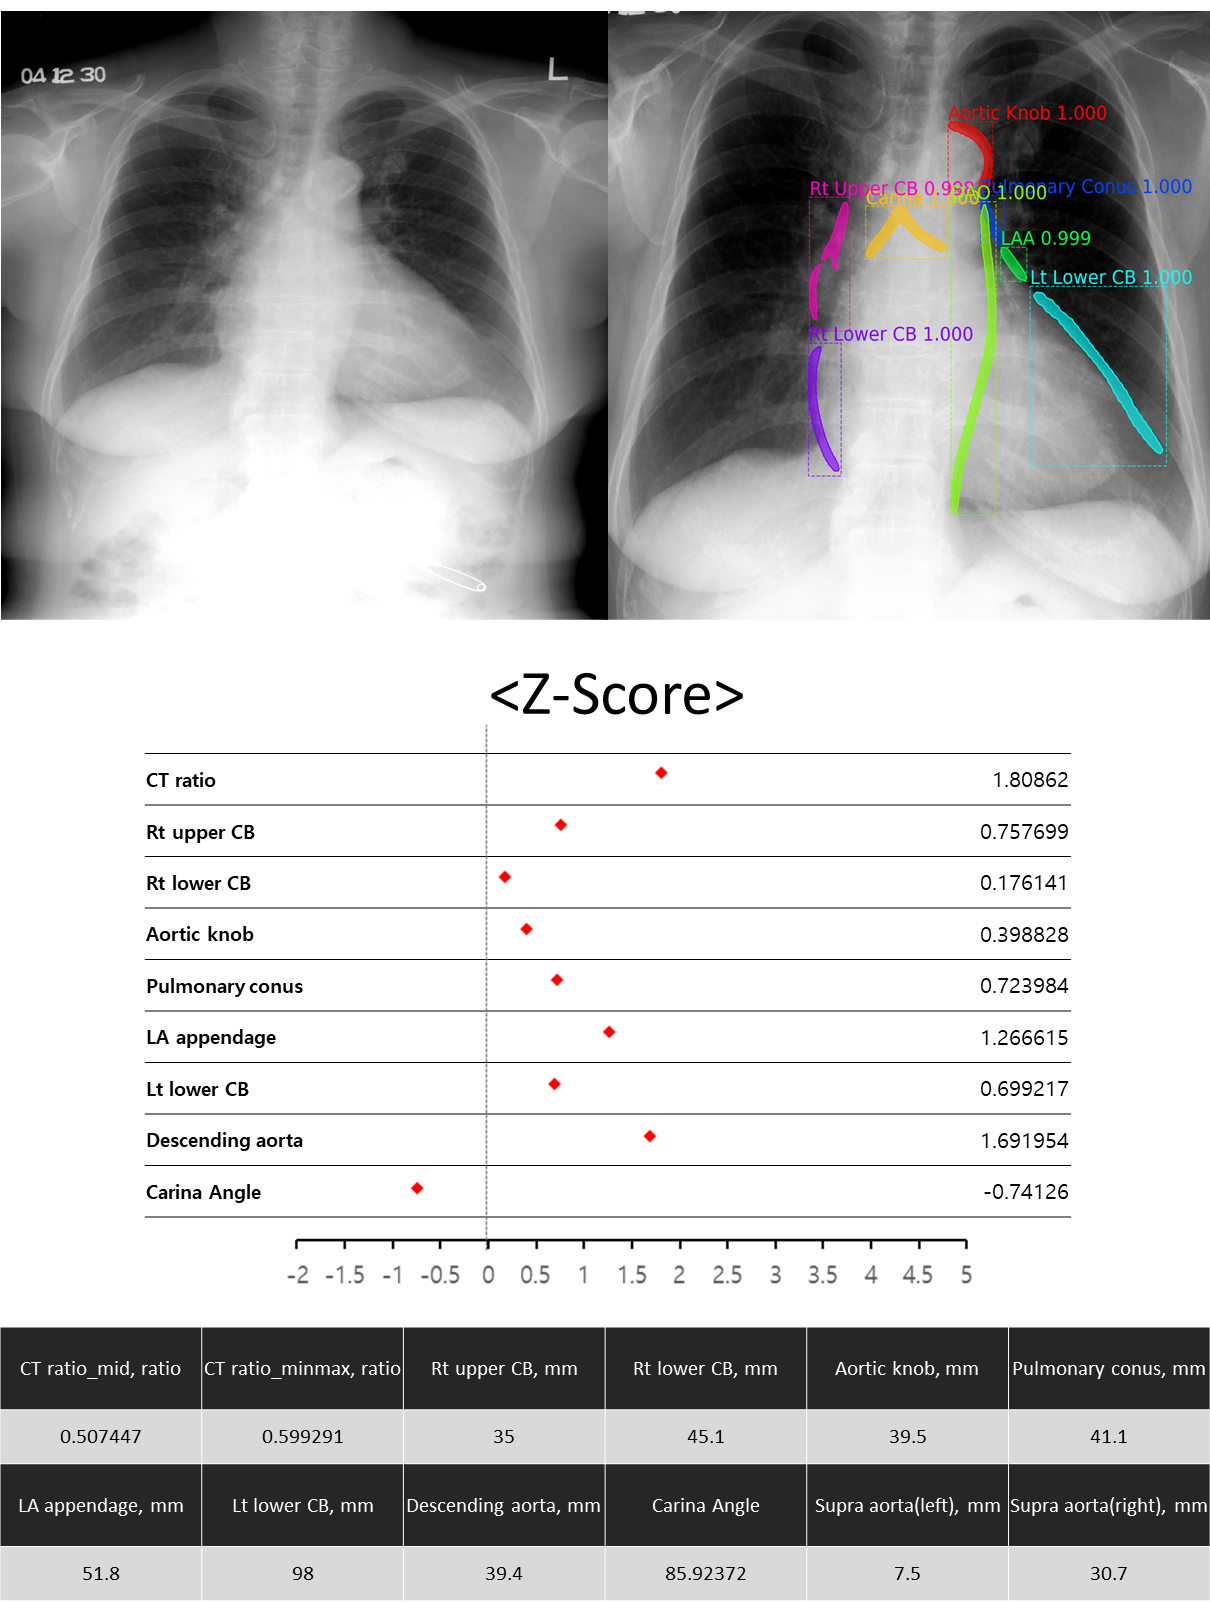 04 12 30
L
Aortic Knob 1.000
Rt Upper CB 0.998
Pulmonary Conus 1.000
Carina 1.000
DAO 1.000
LAA 0.999
Lt Lower CB 1.000
Rt Lower CB 1.000
<Z-Score>
CT ratio 1.80862
Rt upper CB 0.757699
Rt lower CB 0.176141
Aortic knob 0.398828
Pulmonary conus 0.723984
LA appendage 1.266615
Lt lower CB 0.699217
Descending aorta 1.691954
Carina Angle -0.74126
-2 -1.5 -1 -0.5 0 0.5 1 1.5 2 2.5 3 3.5 4 4.5 5
CT ratio_mid, ratio CT ratio_minmax, ratio Rt upper CB, mm Rt lower CB, mm Aortic knob, mm Pulmonary conus, mm
0.507447 0.599291 35 45.1 39.5 41.1
LA appendage, mm Lt lower CB, mm Descending aorta, mm Carina Angle Supra aorta(left), mm Supra aorta(right), mm
51.8 98 39.4 85.92372 7.5 30.7